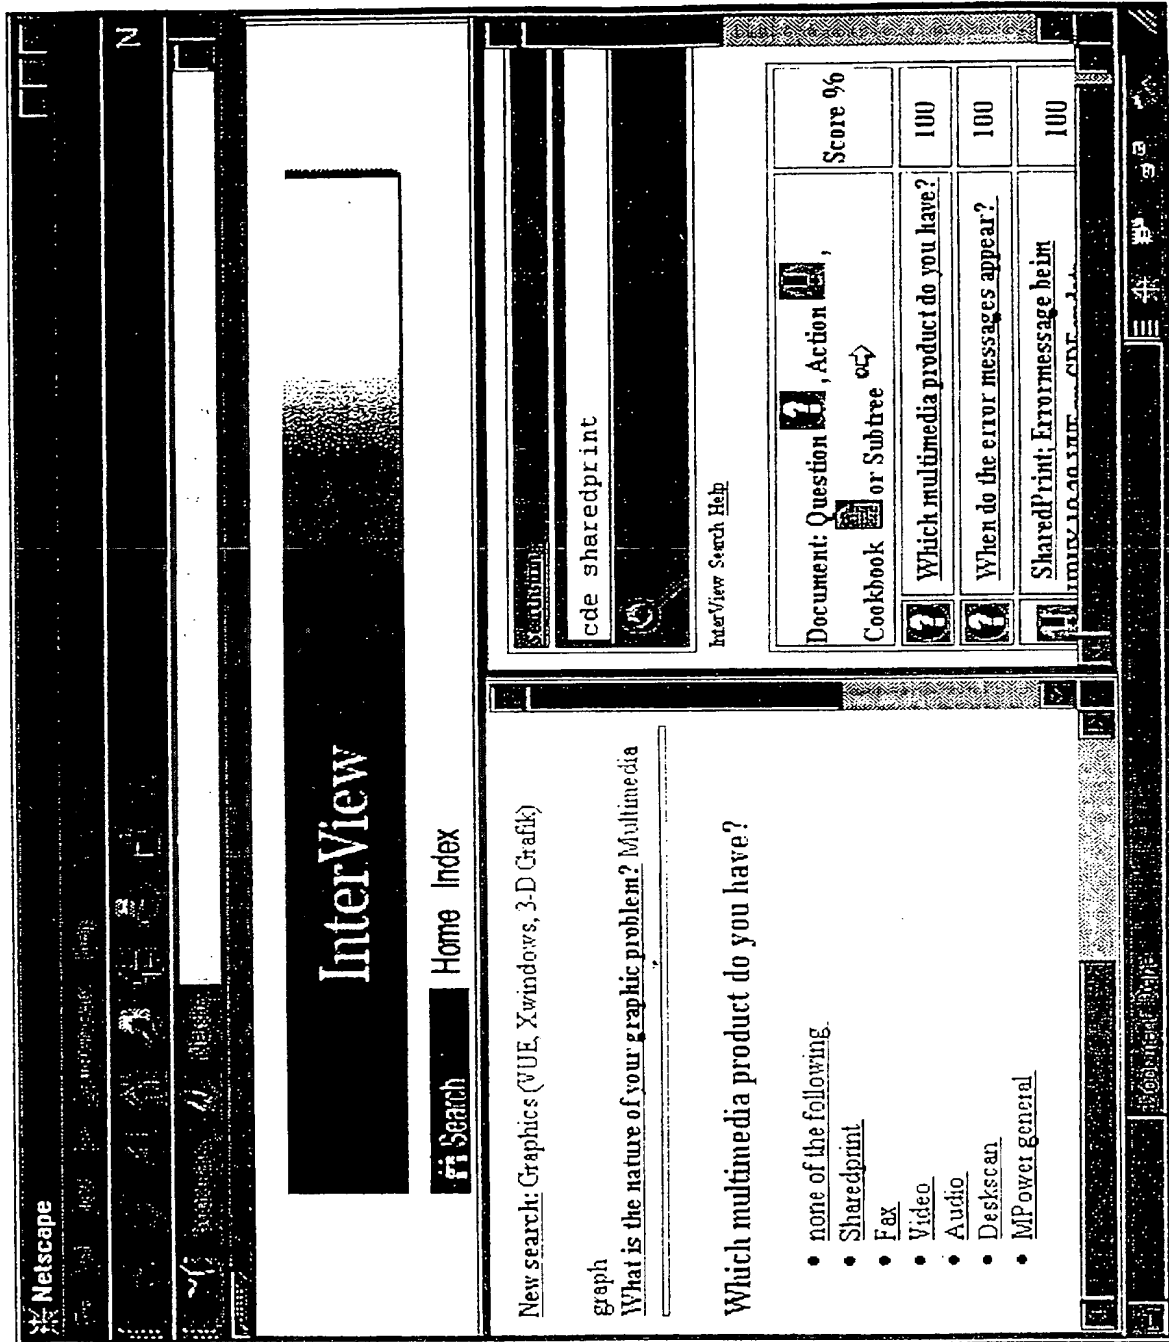 Netscape
N
InterView
Search Home Index
New search: Graphics (VUE, Xwindows, 3-D Grafik)
graph
What is the nature of your graphic problem? Multimedia
Which multimedia product do you have?
• none of the following.
• Sharedprint
• Fax
• Video
• Audio
• Deskscan
• MPower general
cde sharedprint
InterView Search Help
Document: Question ? , Action ,
Cookbook or Subtree
Score %
? Which multimedia product do you have? 100
? When do the error messages appear? 100
SharedPrint; Errormessage beim 100
Document: Done